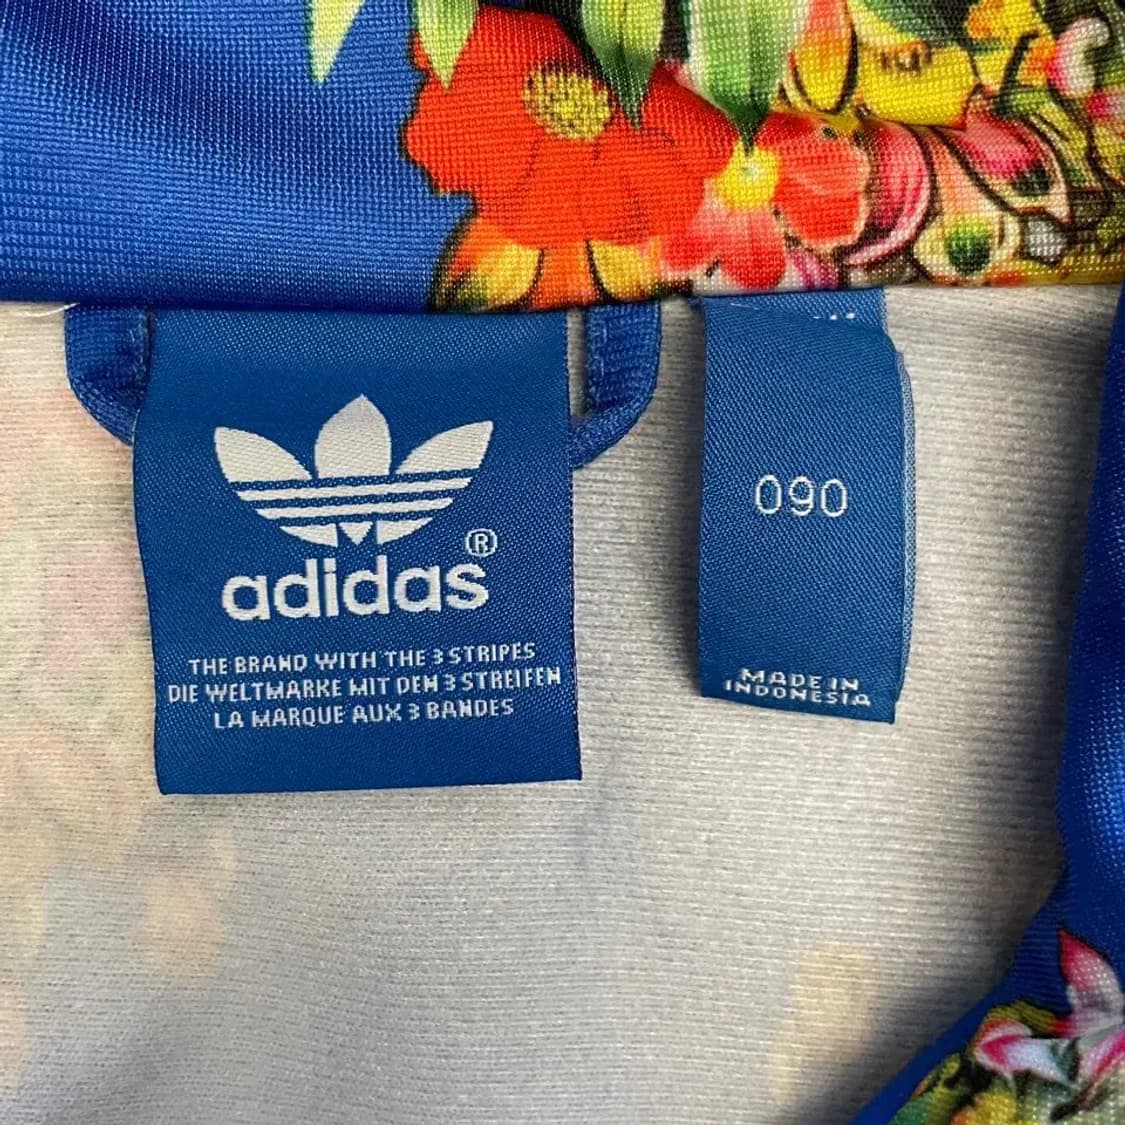 adidas®
THE BRAND WITH THE 3 STRIPES
DIE WELTMARKE MIT DEN 3 STREIFEN
LA MARQUE AUX 3 BANDES
090
MADE IN
INDONESIA